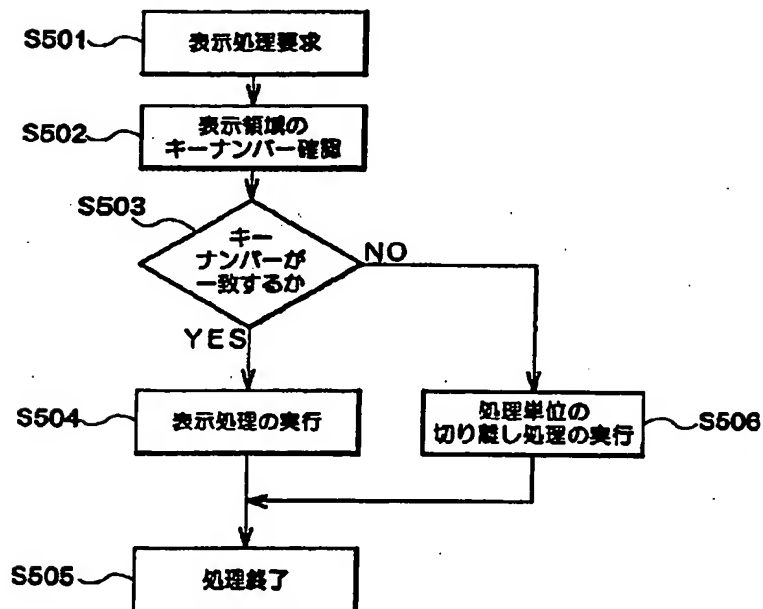 S501
表示処理要求
S502
表示領域の
キーナンバー確認
S503
キー
ナンバーが
一致するか
NO
YES
S504
表示処理の実行
処理単位の
切り離し処理の実行
S506
S505
処理終了